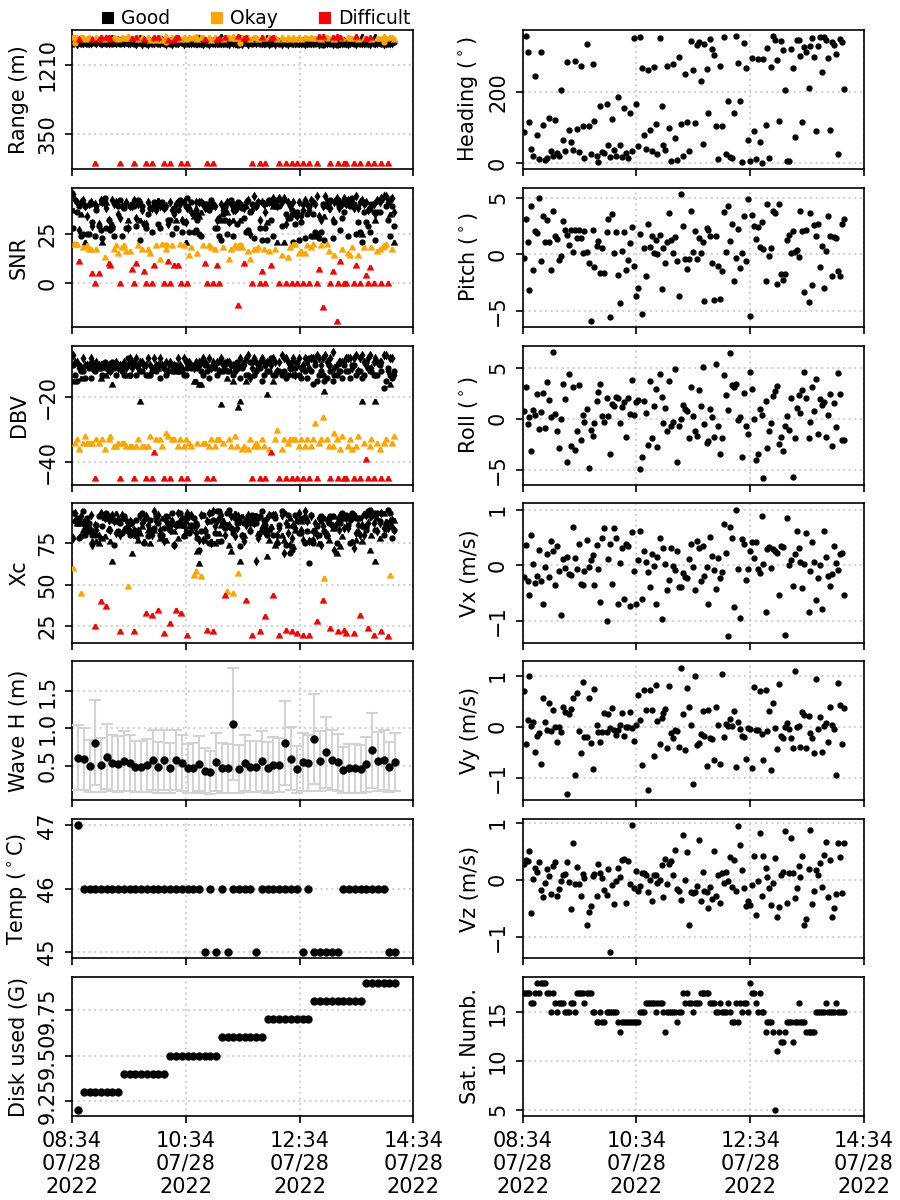 Good Okay Difficult
Range (m)
1210
350
Heading (°)
200
0
SNR
25
0
Pitch (°)
5
0
−5
DBV
−20
−40
Roll (°)
5
0
−5
Xc
75
50
25
Vx (m/s)
1
0
−1
Wave H (m)
1.5
1.0
0.5
Vy (m/s)
1
0
−1
Temp (°C)
47
46
45
Vz (m/s)
1
0
−1
Disk used (G)
9.75
9.50
9.25
Sat. Numb.
15
10
5
08:34 10:34 12:34 14:34 08:34 10:34 12:34 14:34
07/28 07/28 07/28 07/28 07/28 07/28 07/28 07/28
2022 2022 2022 2022 2022 2022 2022 2022